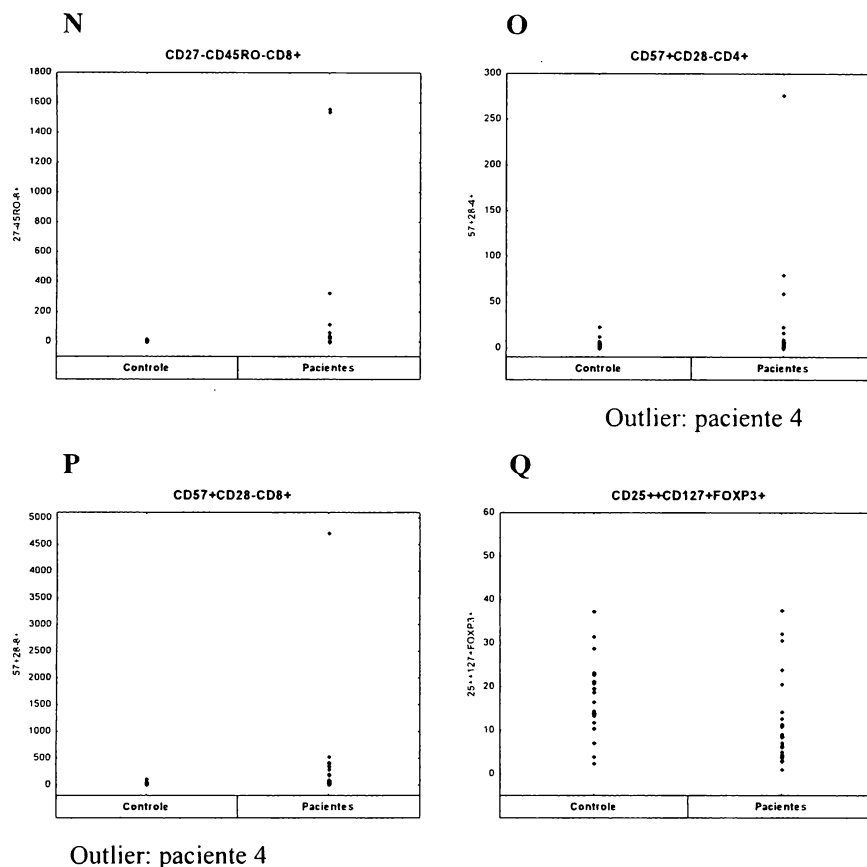 N
CD27-CD45RO-CD8+
1800
1600
1400
1200
1000
800
600
400
200
0
27-45RO-8+
Controle
Pacientes
O
CD57+CD28-CD4+
300
250
200
150
100
50
0
57+28-4+
Controle
Pacientes
Outlier: paciente 4
P
CD57+CD28-CD8+
5000
4500
4000
3500
3000
2500
2000
1500
1000
500
0
57+28-8+
Controle
Pacientes
Outlier: paciente 4
Q
CD25++CD127+FOXP3+
60
50
40
30
20
10
0
25++127+FOXP3+
Controle
Pacientes